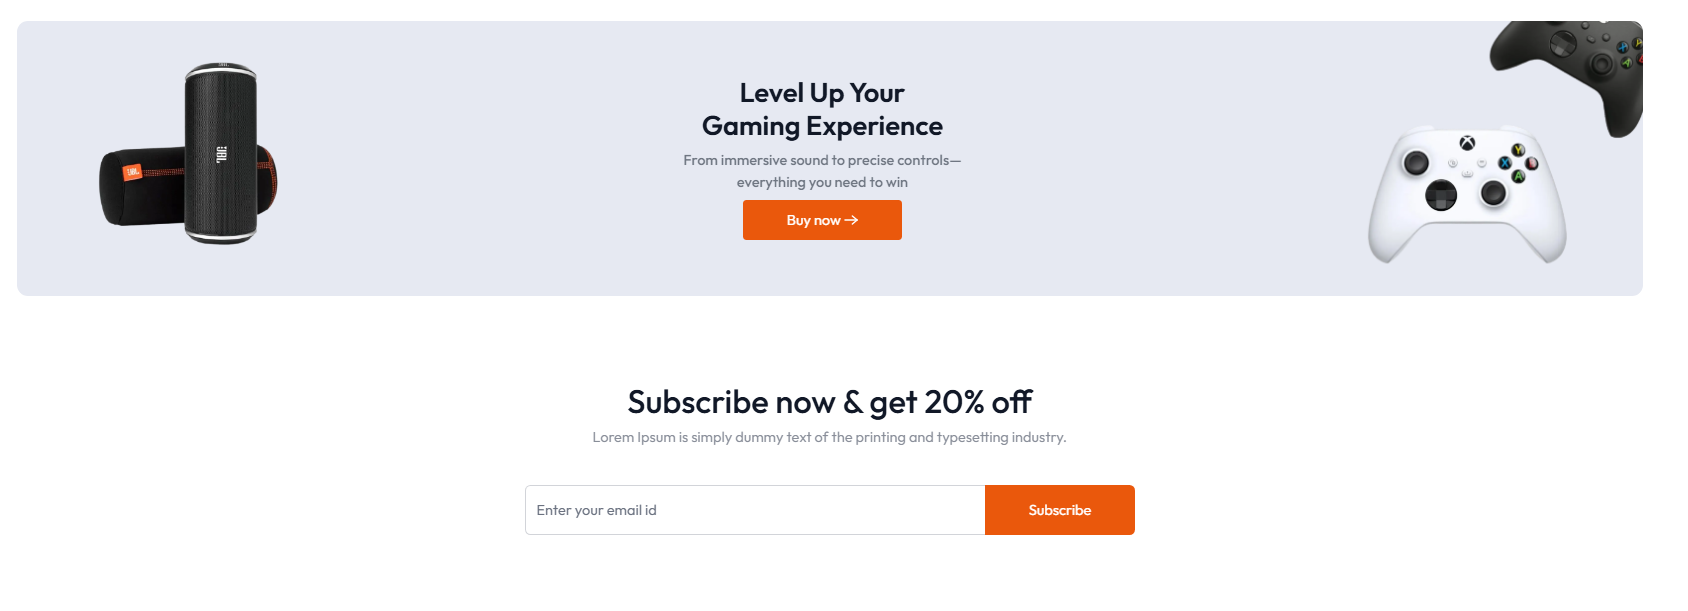 Level Up Your
Gaming Experience
From immersive sound to precise controls—
everything you need to win
Buy now →
JBL
JBL
Y
X
A
Subscribe now & get 20% off
Lorem Ipsum is simply dummy text of the printing and typesetting industry.
Enter your email id
Subscribe